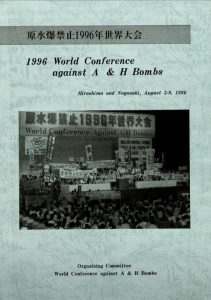 原水爆禁止1996年世界大会
1996 World Conference
against A & H Bombs
Hiroshima and Nagasaki, August 2-9, 1996
原水爆禁止1996年世界大会
World Conference Against A&H Bombs
Organizing Committee
World Conference against A & H Bombs